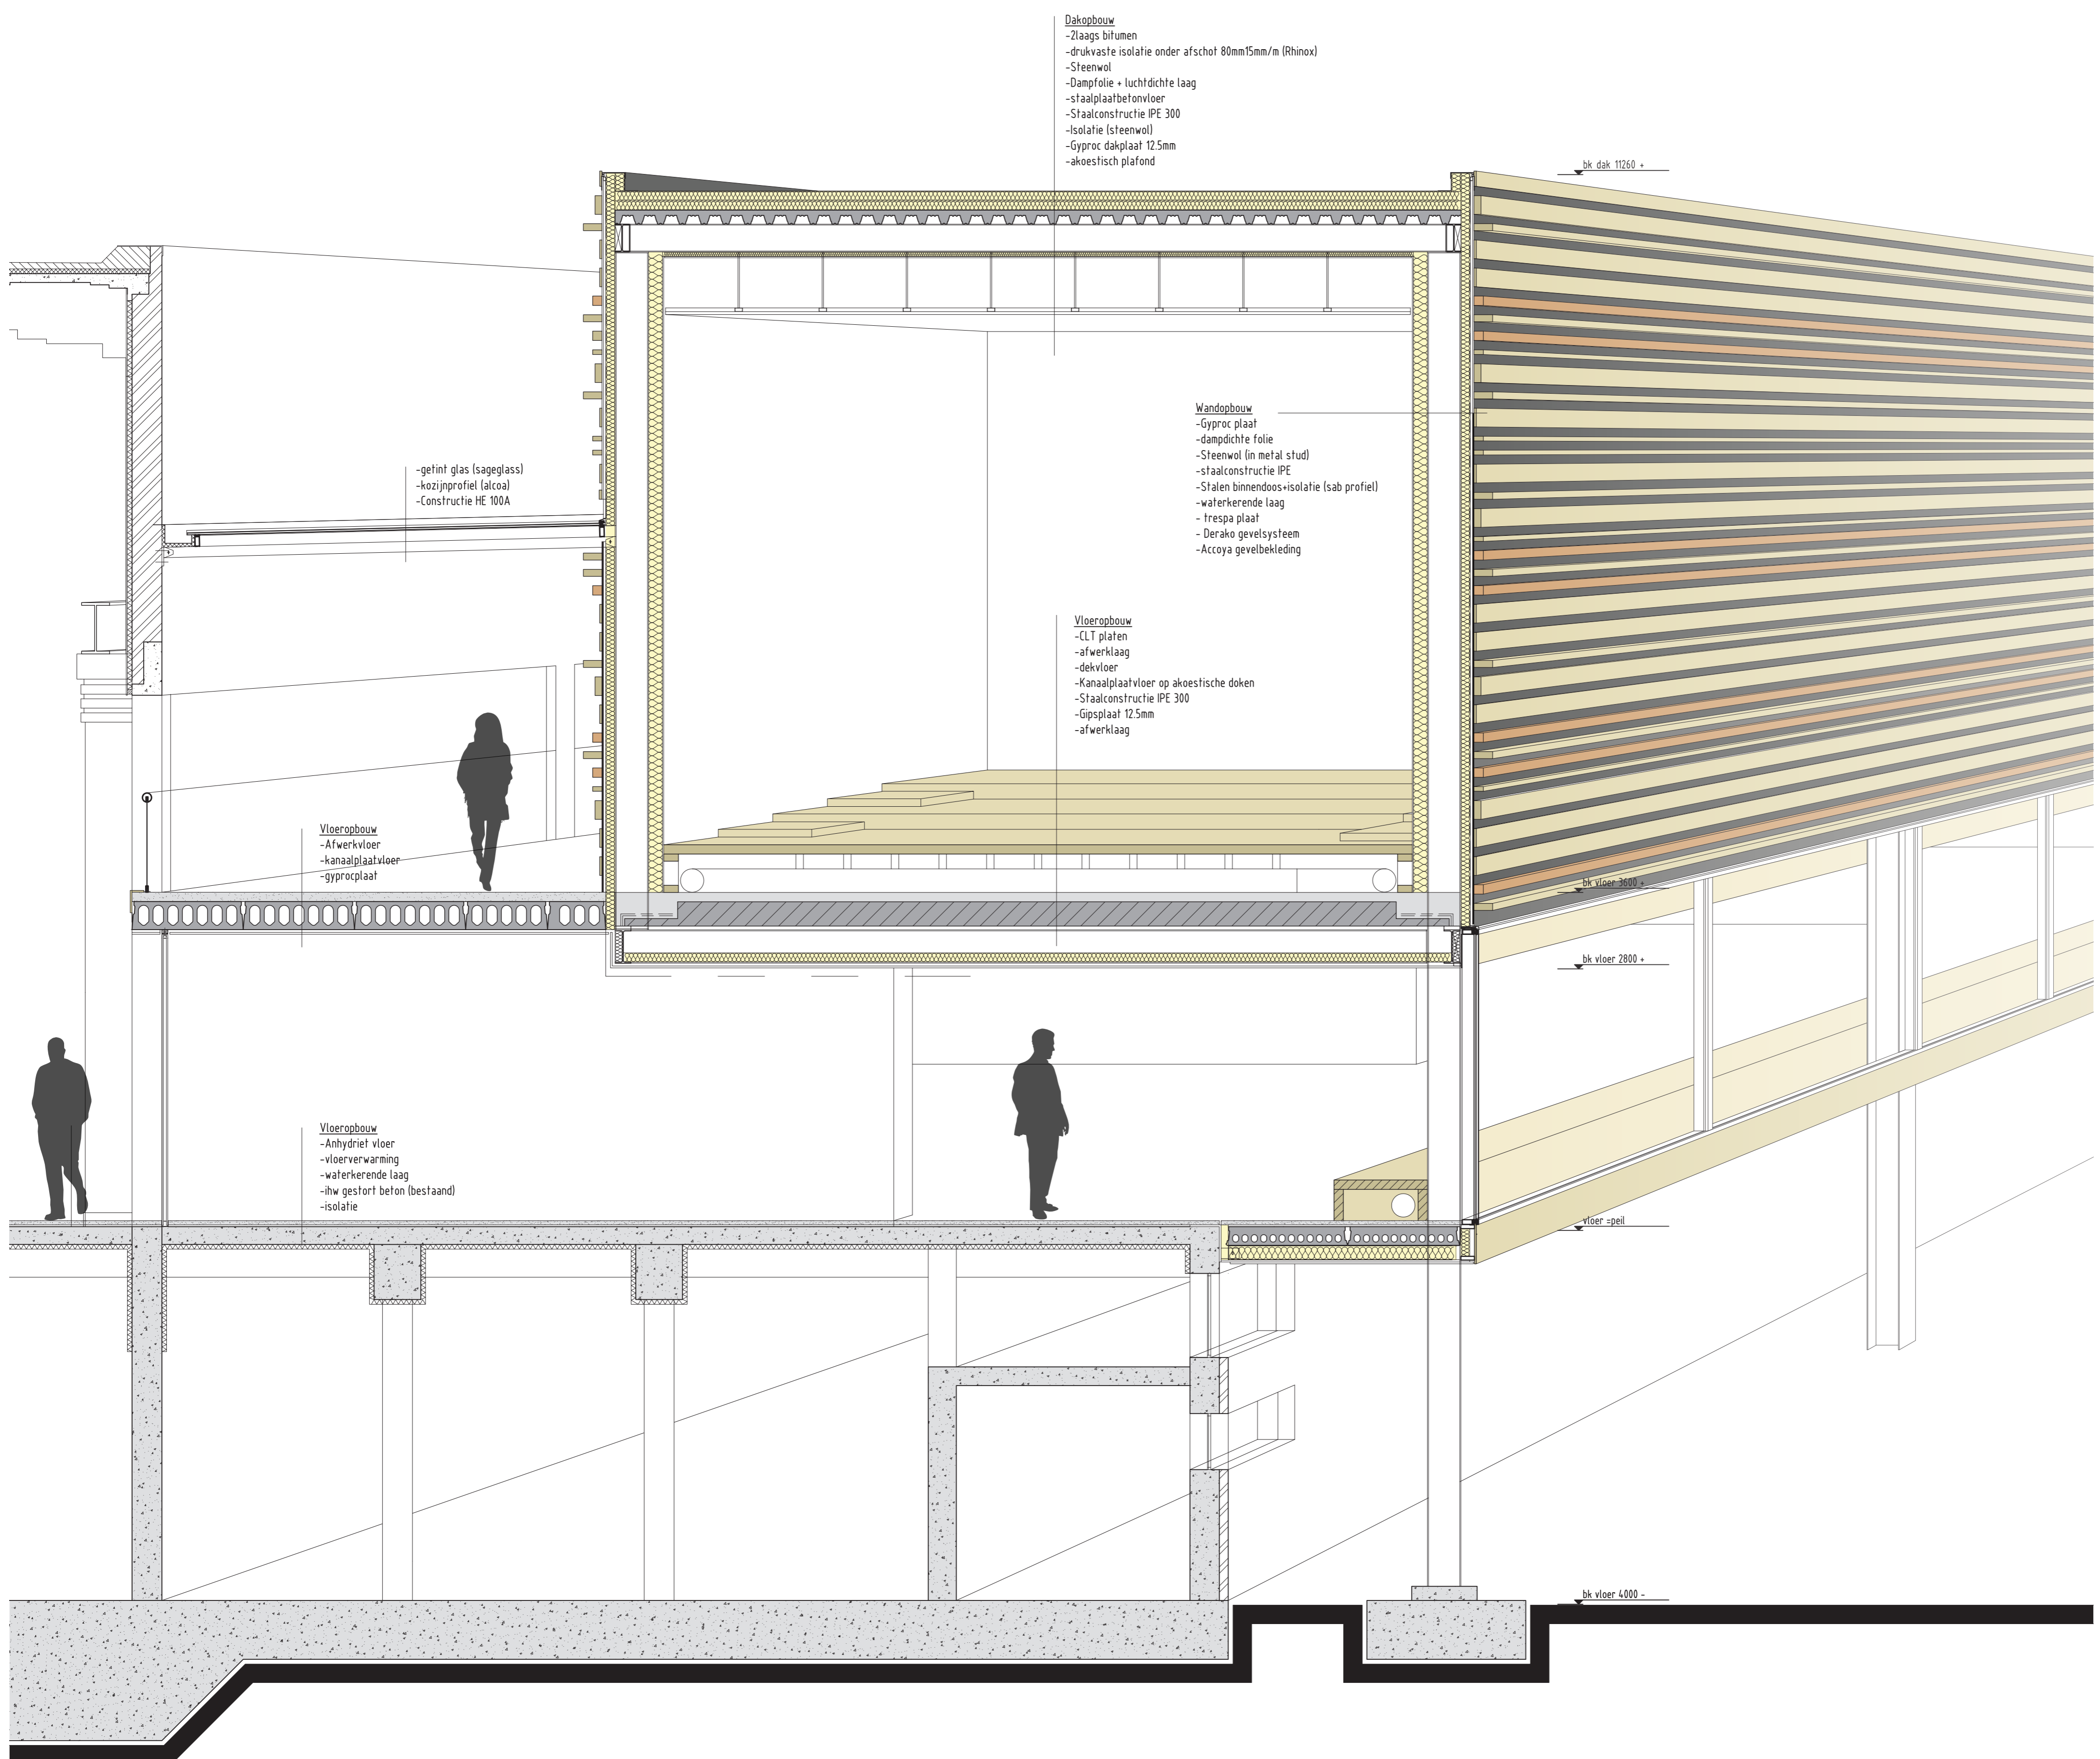 Dakopbouw
-2laags bitumen
-drukvaste isolatie onder afschot 80mm15mm/m (Rhinox)
-Steenwol
-Dampfolie + luchtdichte laag
-staalplaatbetonvloer
-Staalconstructie IPE 300
-Isolatie (steenwol)
-Gyproc dakplaat 12.5mm
-akoestisch plafond
bk dak 11260 +
Wandopbouw
-Gyproc plaat
-dampdichte folie
-Steenwol (in metal stud)
-staalconstructie IPE
-Stalen binnendoos+isolatie (sab profiel)
-waterkerende laag
- trespa plaat
- Derako gevelsysteem
-Accoya gevelbekleding
-getint glas (sageglass)
-kozijnprofiel (alcoa)
-Constructie HE 100A
Vloeropbouw
-CLT platen
-afwerklaag
-dekvloer
-Kanaalplaatvloer op akoestische doken
-Staalconstructie IPE 300
-Gipsplaat 12.5mm
-afwerklaag
Vloeropbouw
-Afwerkvloer
-kanaalplaatvloer
-gyprocplaat
bk vloer 3600 +
bk vloer 2800 +
Vloeropbouw
-Anhydriet vloer
-vloerverwarming
-waterkerende laag
-ihw gestort beton (bestaand)
-isolatie
vloer =peil
bk vloer 4000 -